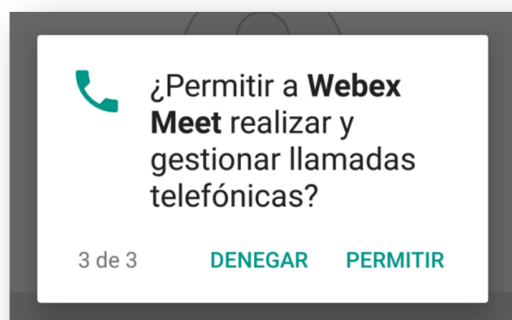 ¿Permitir a Webex
Meet realizar y
gestionar llamadas
telefónicas?
3 de 3 DENEGAR PERMITIR